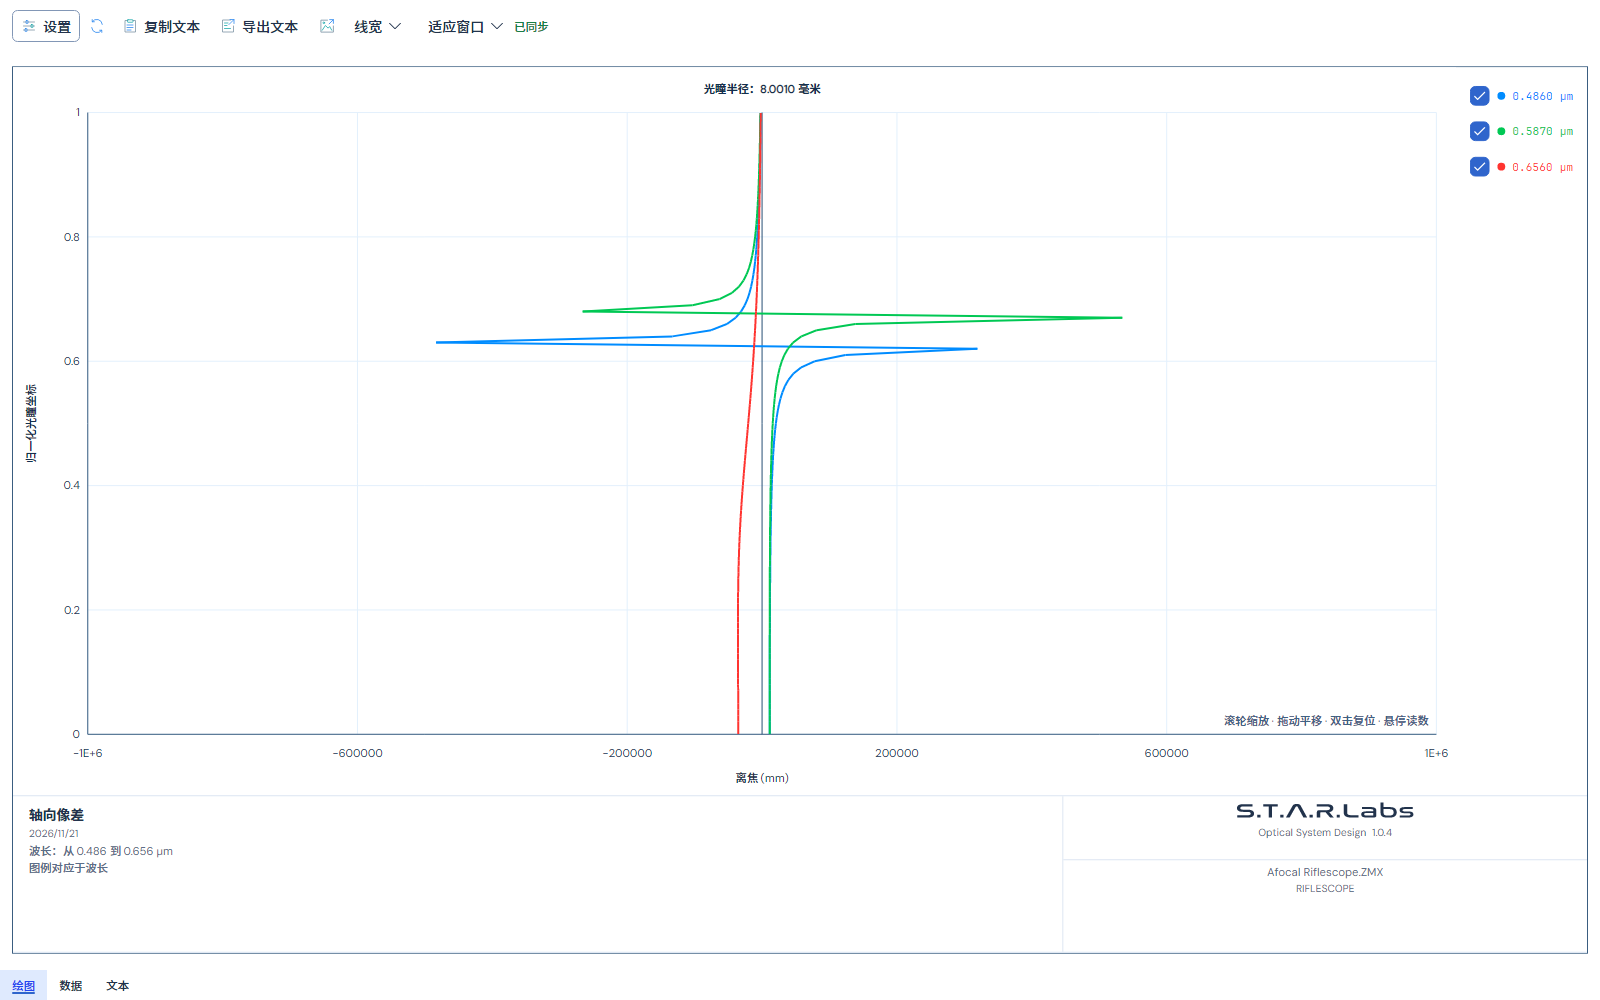 设置 复制文本 导出文本 线宽 适应窗口 已同步
光瞳半径：8.0010 毫米
0.4860 µm
0.5870 µm
0.6560 µm
1
0.8
0.6
0.4
0.2
0
归一化光瞳坐标
滚轮缩放 · 拖动平移 · 双击复位 · 悬停读数
-1E+6 -600000 -200000 200000 600000 1E+6
离焦 (mm)
轴向像差
2026/11/21
波长：从 0.486 到 0.656 µm
图例对应于波长
S.T.A.R.Labs
Optical System Design 1.0.4
Afocal Riflescope.ZMX
RIFLESCOPE
绘图 数据 文本